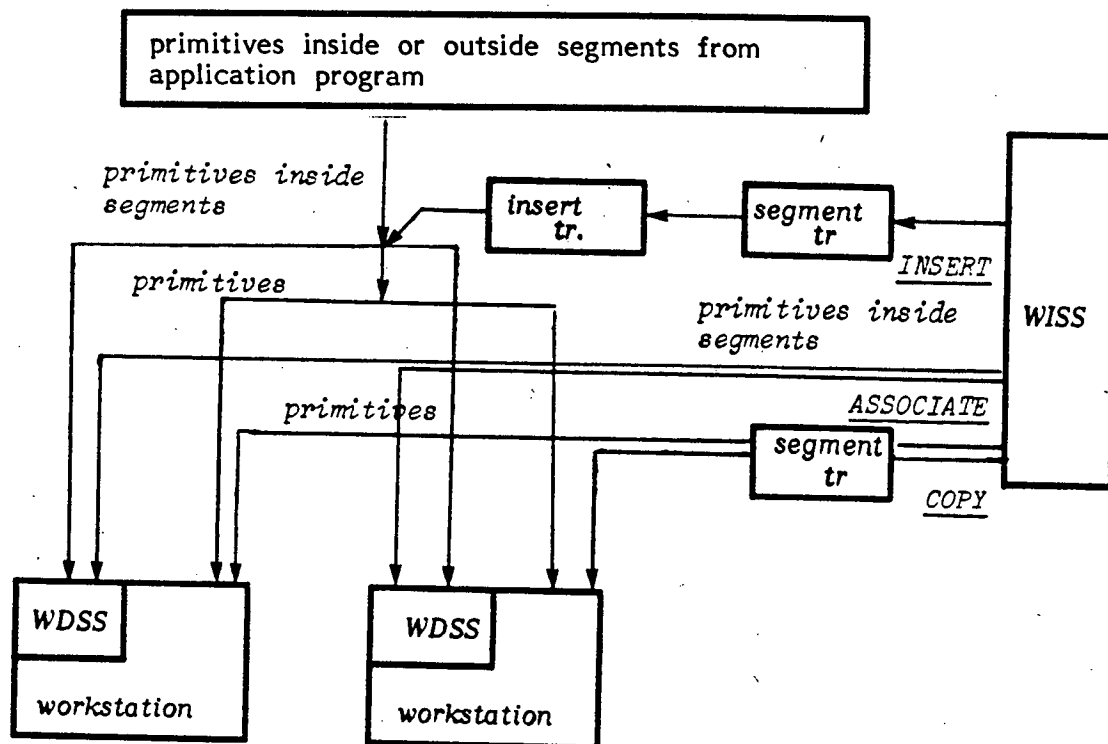 primitives inside or outside segments from
application program
primitives inside
segments
insert
tr.
segment
tr
INSERT
primitives
primitives inside
segments
WISS
primitives
ASSOCIATE
segment
tr
COPY
WDSS
workstation
WDSS
workstation